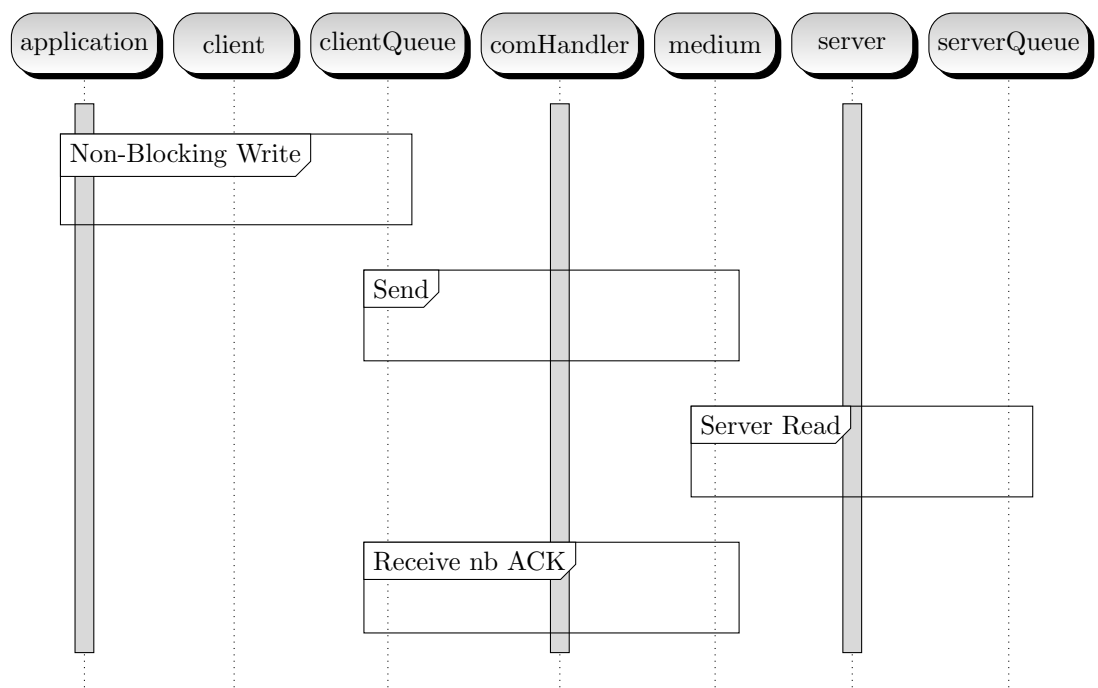 application client clientQueue comHandler medium server serverQueue
Non-Blocking Write
Send
Server Read
Receive nb ACK